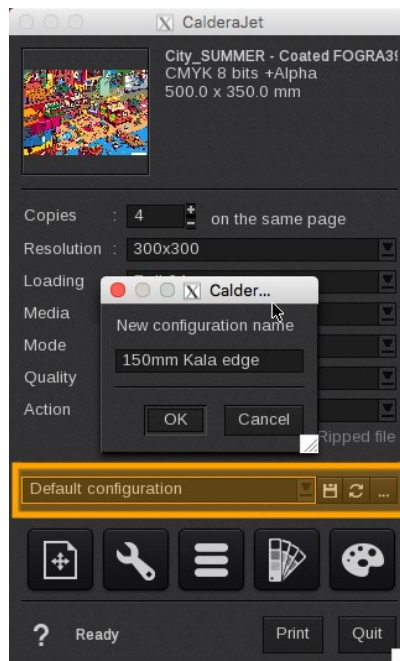 CalderaJet
City_SUMMER - Coated FOGRA39
CMYK 8 bits +Alpha
500.0 x 350.0 mm
Copies : 4 on the same page
Resolution : 300x300
Loading
Calder...
Media
New configuration name
Mode
150mm Kala edge
Quality
Action
OK Cancel
Ripped file
Default configuration ...
? Ready Print Quit